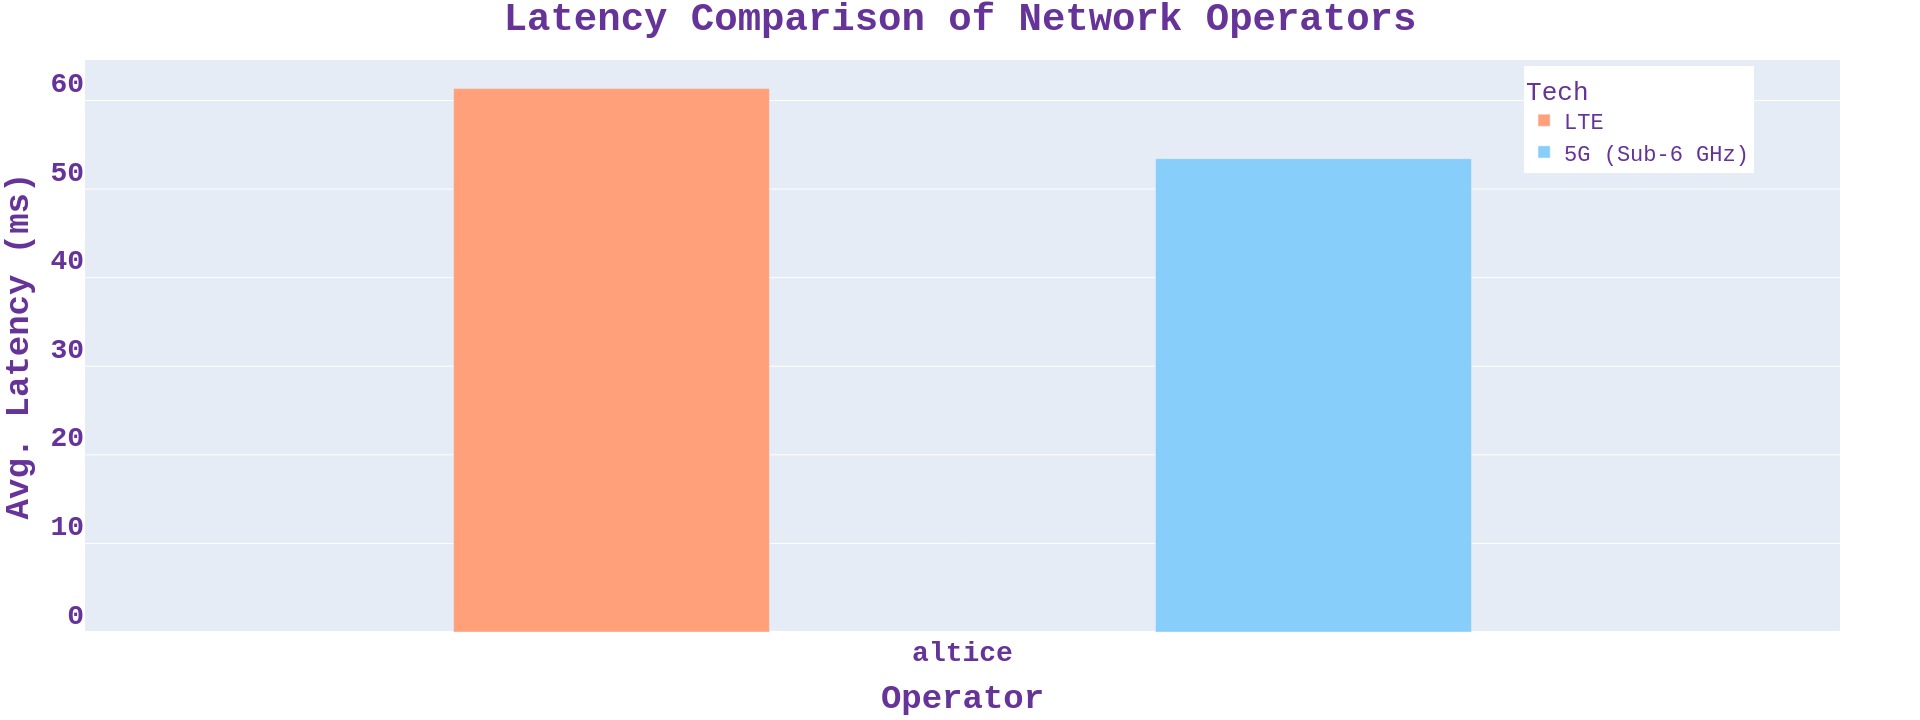 Latency Comparison of Network Operators
Tech
LTE
5G (Sub-6 GHz)
Avg. Latency (ms)
60
50
40
30
20
10
0
altice
Operator